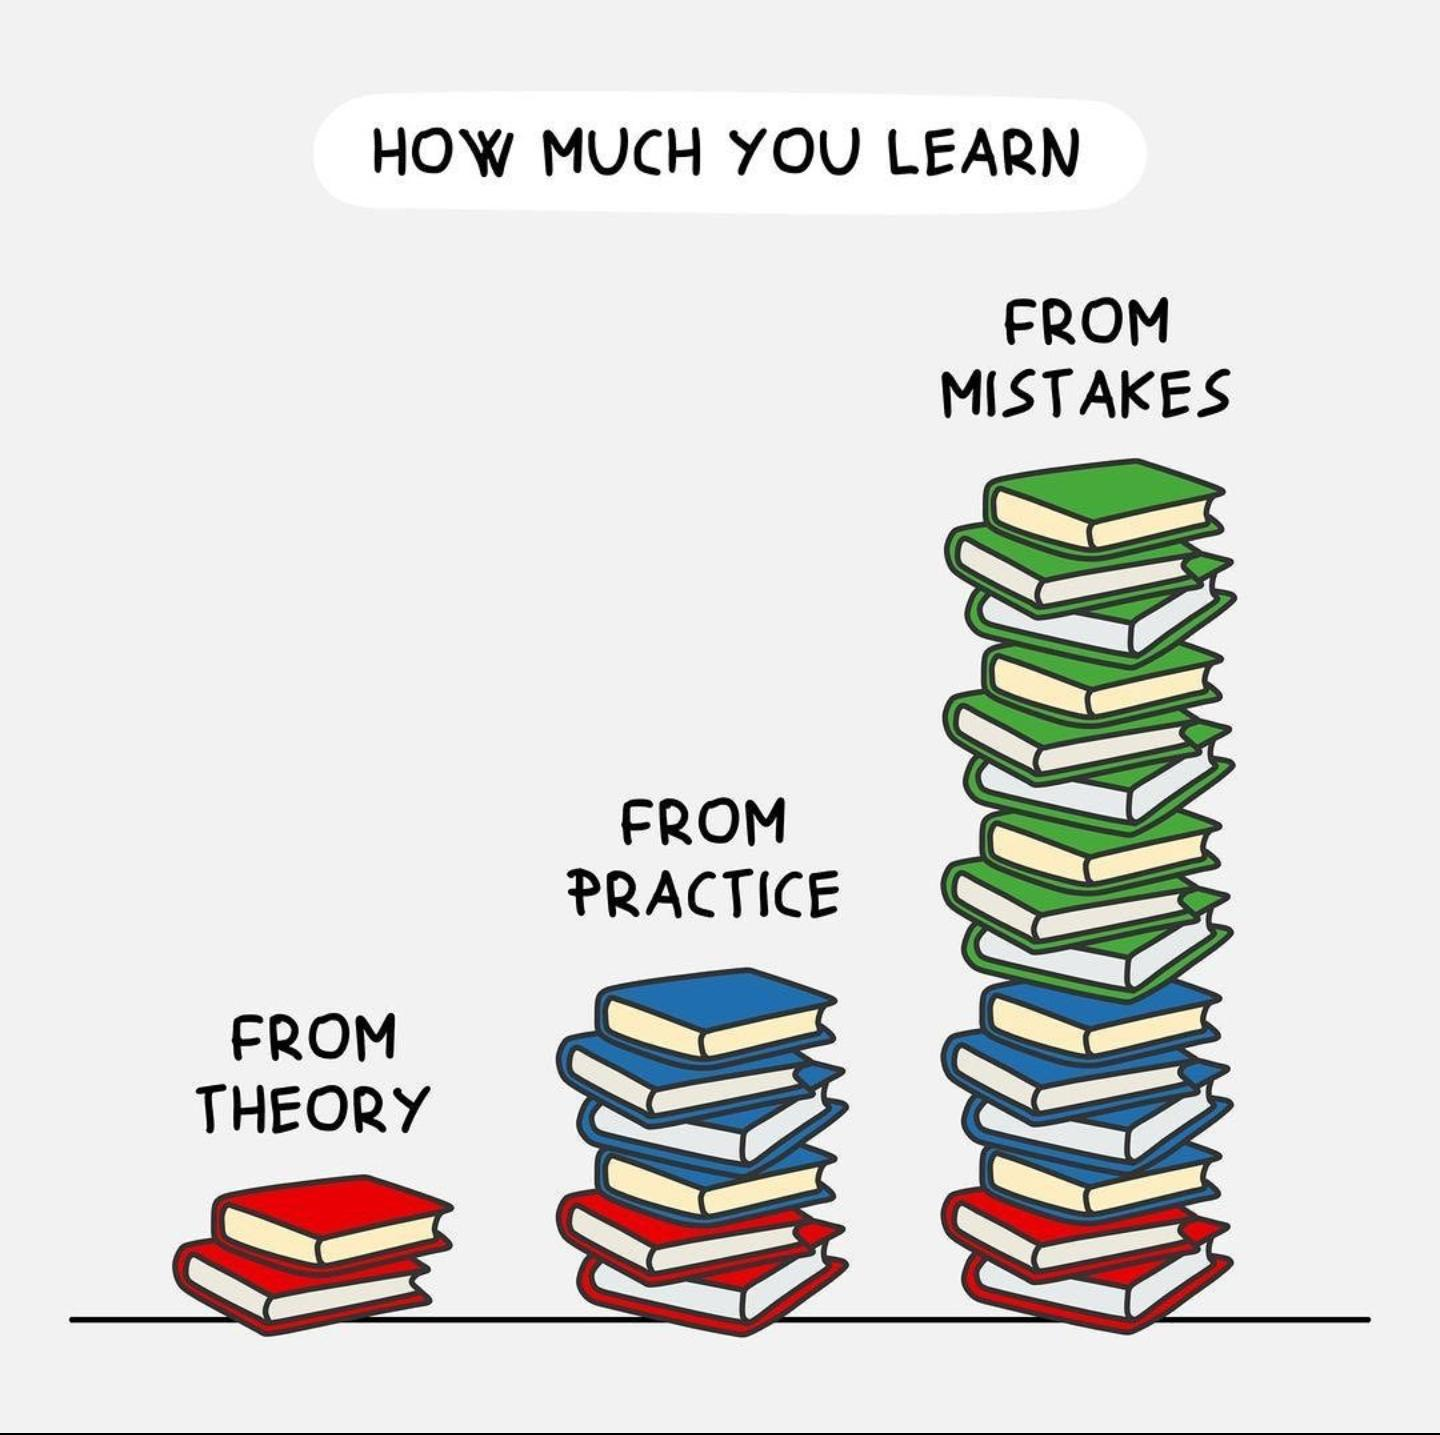 HOW MUCH YOU LEARN
FROM
THEORY
FROM
PRACTICE
FROM
MISTAKES